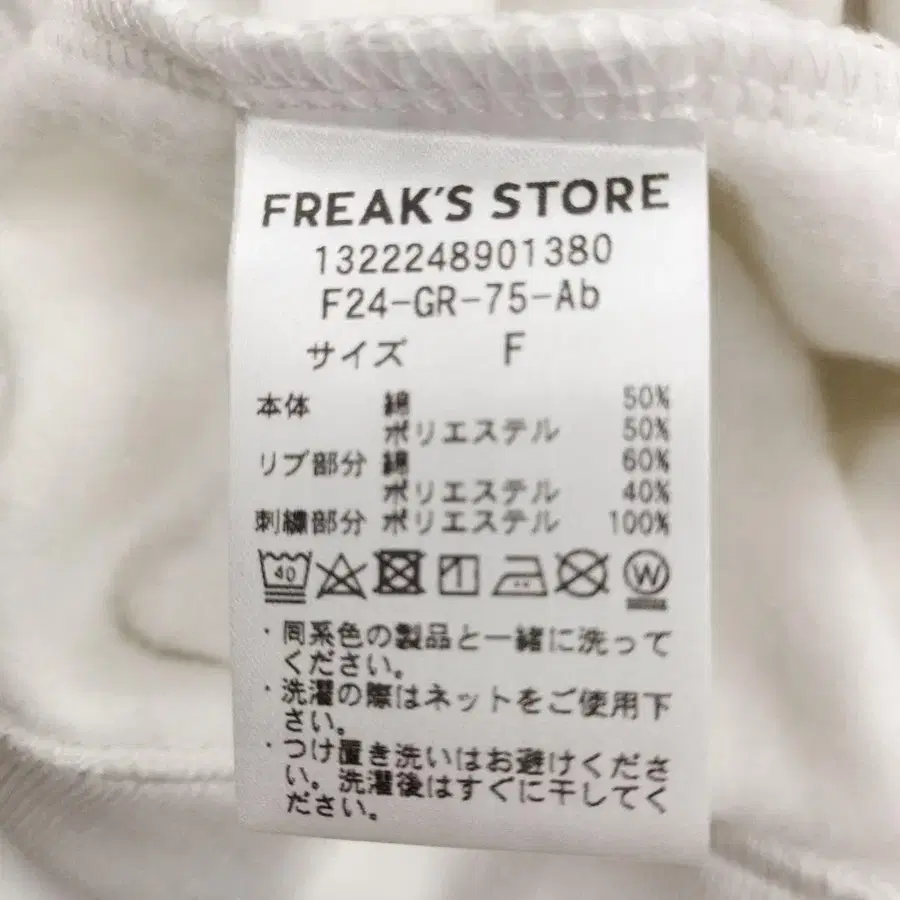 FREAK'S STORE
1322248901380
F24-GR-75-Ab
サイズ F
本体 綿 50%
ポリエステル 50%
リブ部分 綿 60%
ポリエステル 40%
刺繍部分 ポリエステル 100%
40 W
・同系色の製品と一緒に洗って
ください。
・洗濯の際はネットをご使用下
さい。
・つけ置き洗いはお避けくださ
い。洗濯後はすぐに干してく
ださい。